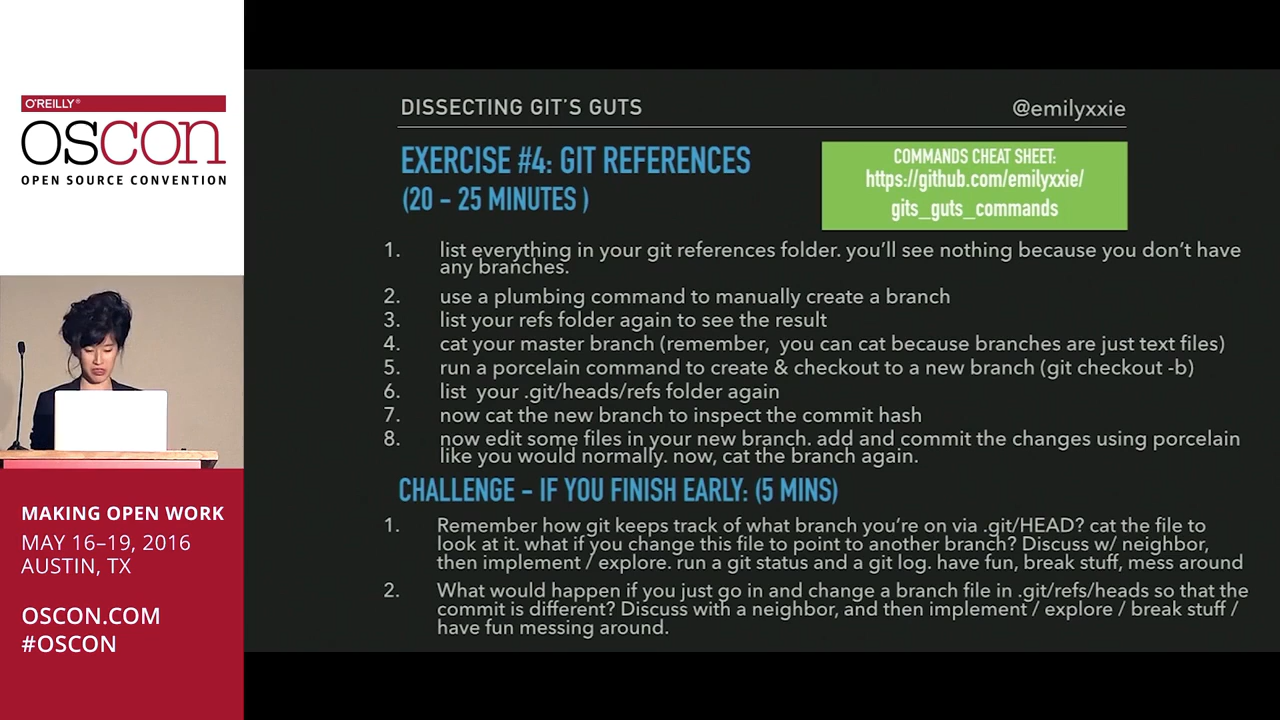 O'REILLY®
OSCON
OPEN SOURCE CONVENTION
MAKING OPEN WORK
MAY 16–19, 2016
AUSTIN, TX
OSCON.COM
#OSCON
DISSECTING GIT'S GUTS
@emilyxxie
EXERCISE #4: GIT REFERENCES
(20 – 25 MINUTES )
COMMANDS CHEAT SHEET:
https://github.com/emilyxxie/
gits_guts_commands
1. list everything in your git references folder. you'll see nothing because you don't have
any branches.
2. use a plumbing command to manually create a branch
3. list your refs folder again to see the result
4. cat your master branch (remember, you can cat because branches are just text files)
5. run a porcelain command to create & checkout to a new branch (git checkout -b)
6. list your .git/heads/refs folder again
7. now cat the new branch to inspect the commit hash
8. now edit some files in your new branch. add and commit the changes using porcelain
like you would normally. now, cat the branch again.
CHALLENGE – IF YOU FINISH EARLY: (5 MINS)
1. Remember how git keeps track of what branch you're on via .git/HEAD? cat the file to
look at it. what if you change this file to point to another branch? Discuss w/ neighbor,
then implement / explore. run a git status and a git log. have fun, break stuff, mess around
2. What would happen if you just go in and change a branch file in .git/refs/heads so that the
commit is different? Discuss with a neighbor, and then implement / explore / break stuff /
have fun messing around.